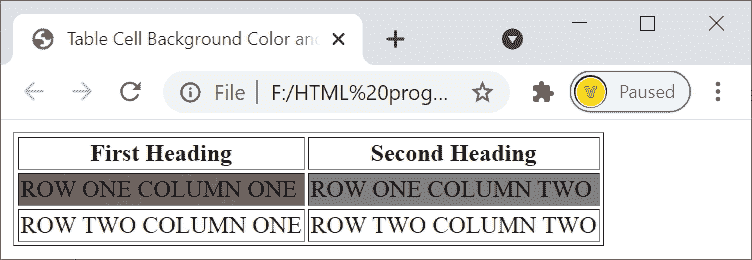 Table Cell Background Color an
File | F:/HTML%20prog... Paused
First Heading Second Heading
ROW ONE COLUMN ONE ROW ONE COLUMN TWO
ROW TWO COLUMN ONE ROW TWO COLUMN TWO